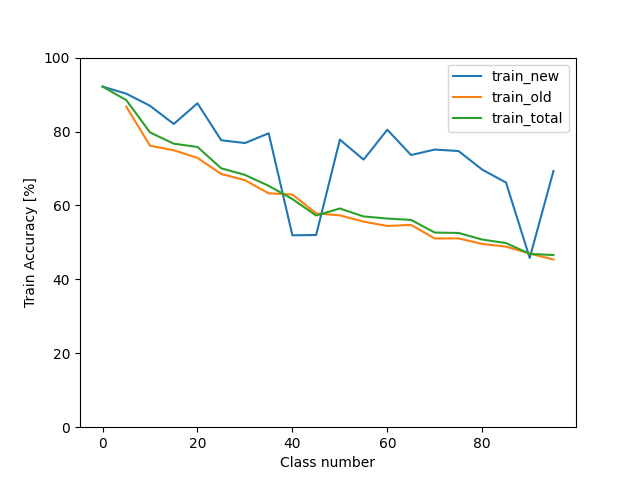 100
80
60
40
20
0
Train Accuracy [%]
train_new
train_old
train_total
0 20 40 60 80
Class number